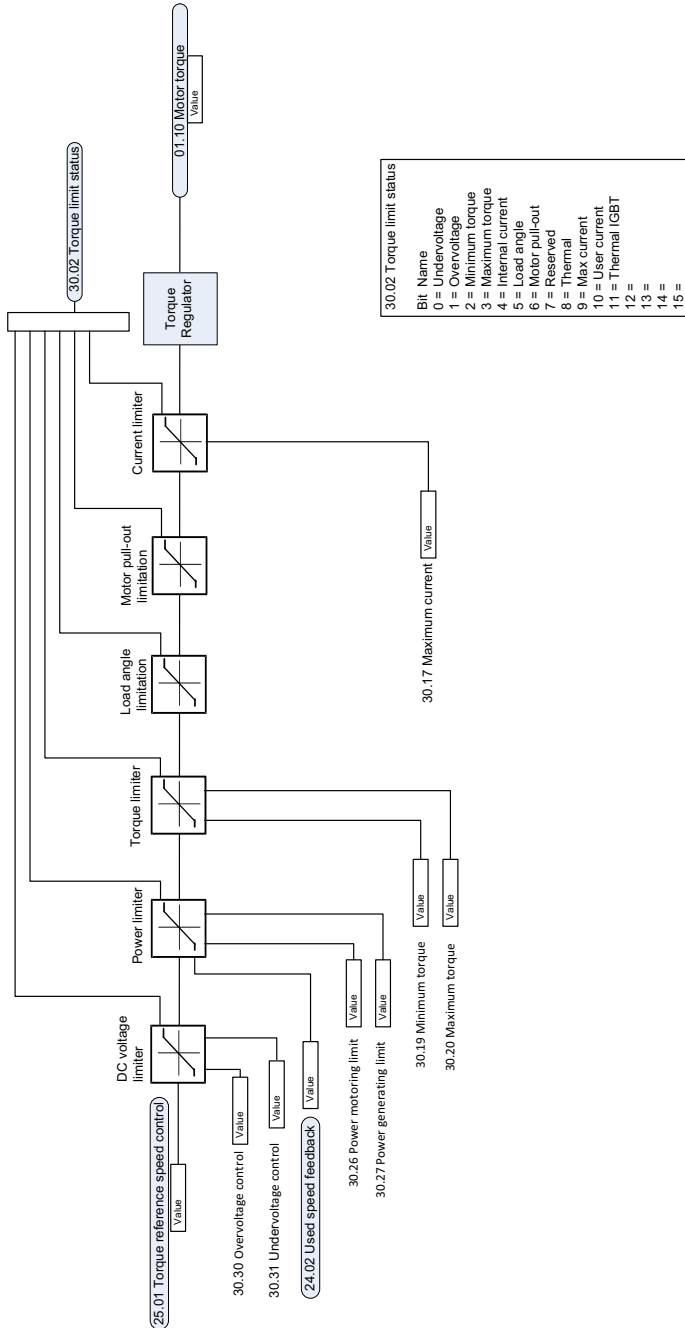 25.01 Torque reference speed control
Value
30.30 Overvoltage control
Value
30.31 Undervoltage control
Value
24.02 Used speed feedback
Value
30.26 Power motoring limit
Value
30.27 Power generating limit
Value
30.19 Minimum torque
Value
30.20 Maximum torque
Value
30.17 Maximum current
Value
DC voltage
limiter
Power limiter
Torque limiter
Load angle
limitation
Motor pull-out
limitation
Current limiter
Torque
Regulator
30.02 Torque limit status
01.10 Motor torque
Value
30.02 Torque limit status
Bit Name
0 = Undervoltage
1 = Overvoltage
2 = Minimum torque
3 = Maximum torque
4 = Internal current
5 = Load angle
6 = Motor pull-out
7 = Reserved
8 = Thermal
9 = Max current
10 = User current
11 = Thermal IGBT
12 =
13 =
14 =
15 =